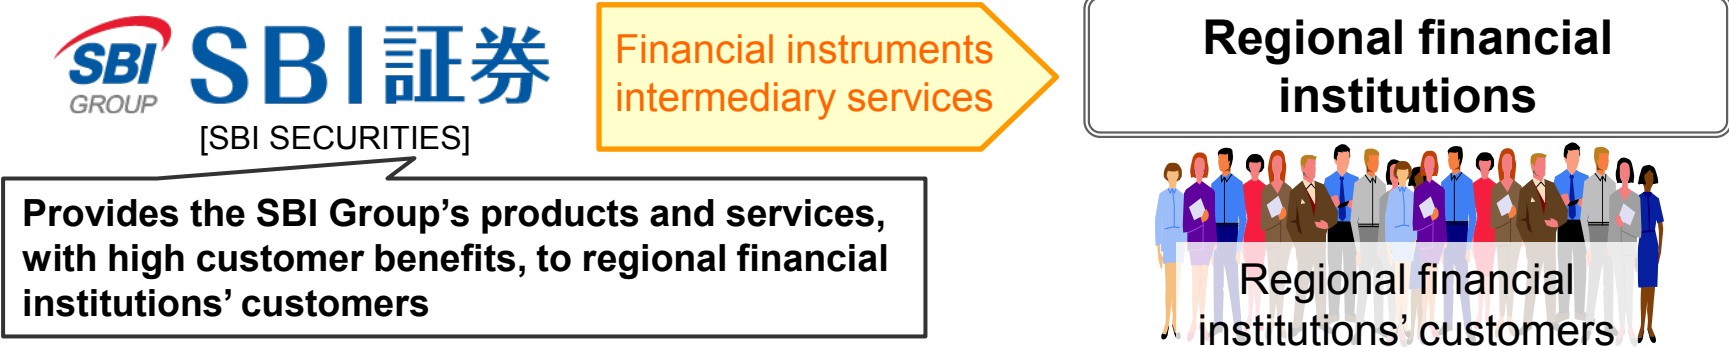 SBI
GROUP
SBI証券
[SBI SECURITIES]
Provides the SBI Group's products and services,
with high customer benefits, to regional financial
institutions' customers
Financial instruments
intermediary services
Regional financial
institutions
Regional financial
institutions' customers